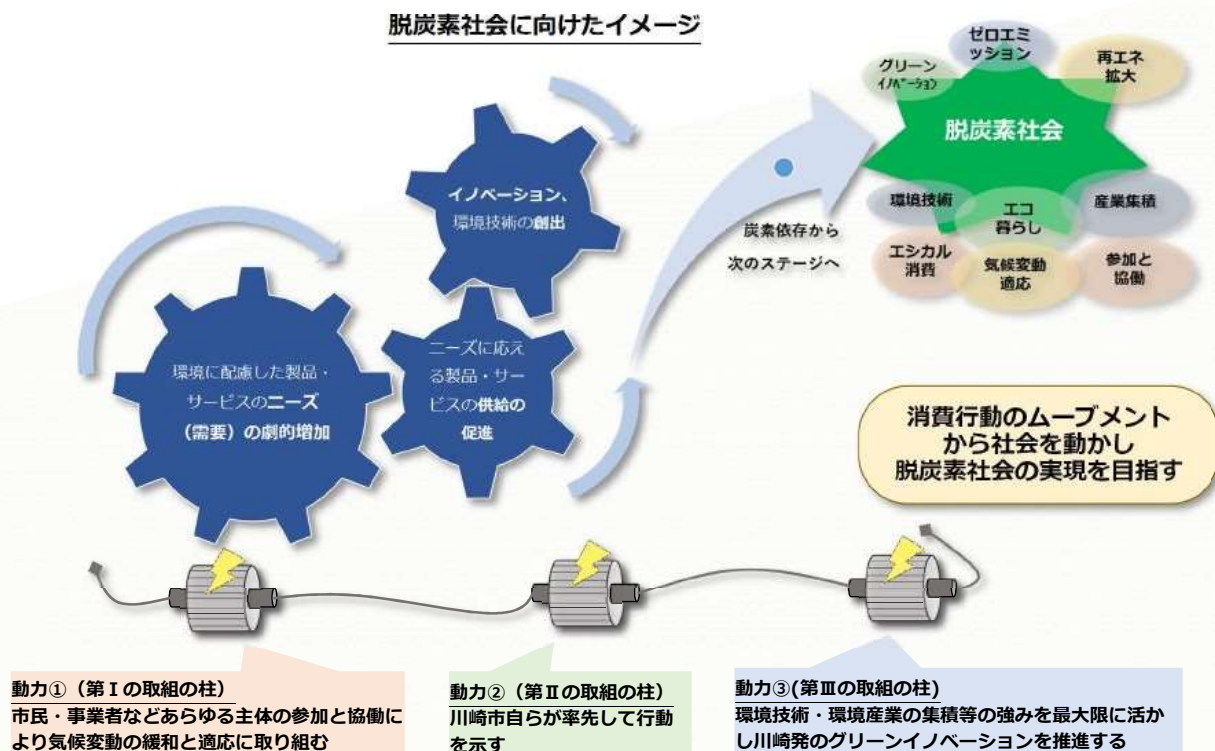 脱炭素社会に向けたイメージ
ゼロエミ
ッション
グリーン
ｲﾉﾍﾞｰｼｮﾝ
再エネ
拡大
脱炭素社会
環境技術
エコ
暮らし
産業集積
エシカル
消費
気候変動
適応
参加と
協働
イノベーション、
環境技術の創出
炭素依存から
次のステージへ
環境に配慮した製品・
サービスのニーズ
（需要）の劇的増加
ニーズに応え
る製品・サー
ビスの供給の
促進
消費行動のムーブメント
から社会を動かし
脱炭素社会の実現を目指す
動力①（第Ⅰの取組の柱）
市民・事業者などあらゆる主体の参加と協働に
より気候変動の緩和と適応に取り組む
動力②（第Ⅱの取組の柱）
川崎市自らが率先して行動
を示す
動力③(第Ⅲの取組の柱)
環境技術・環境産業の集積等の強みを最大限に活か
し川崎発のグリーンイノベーションを推進する